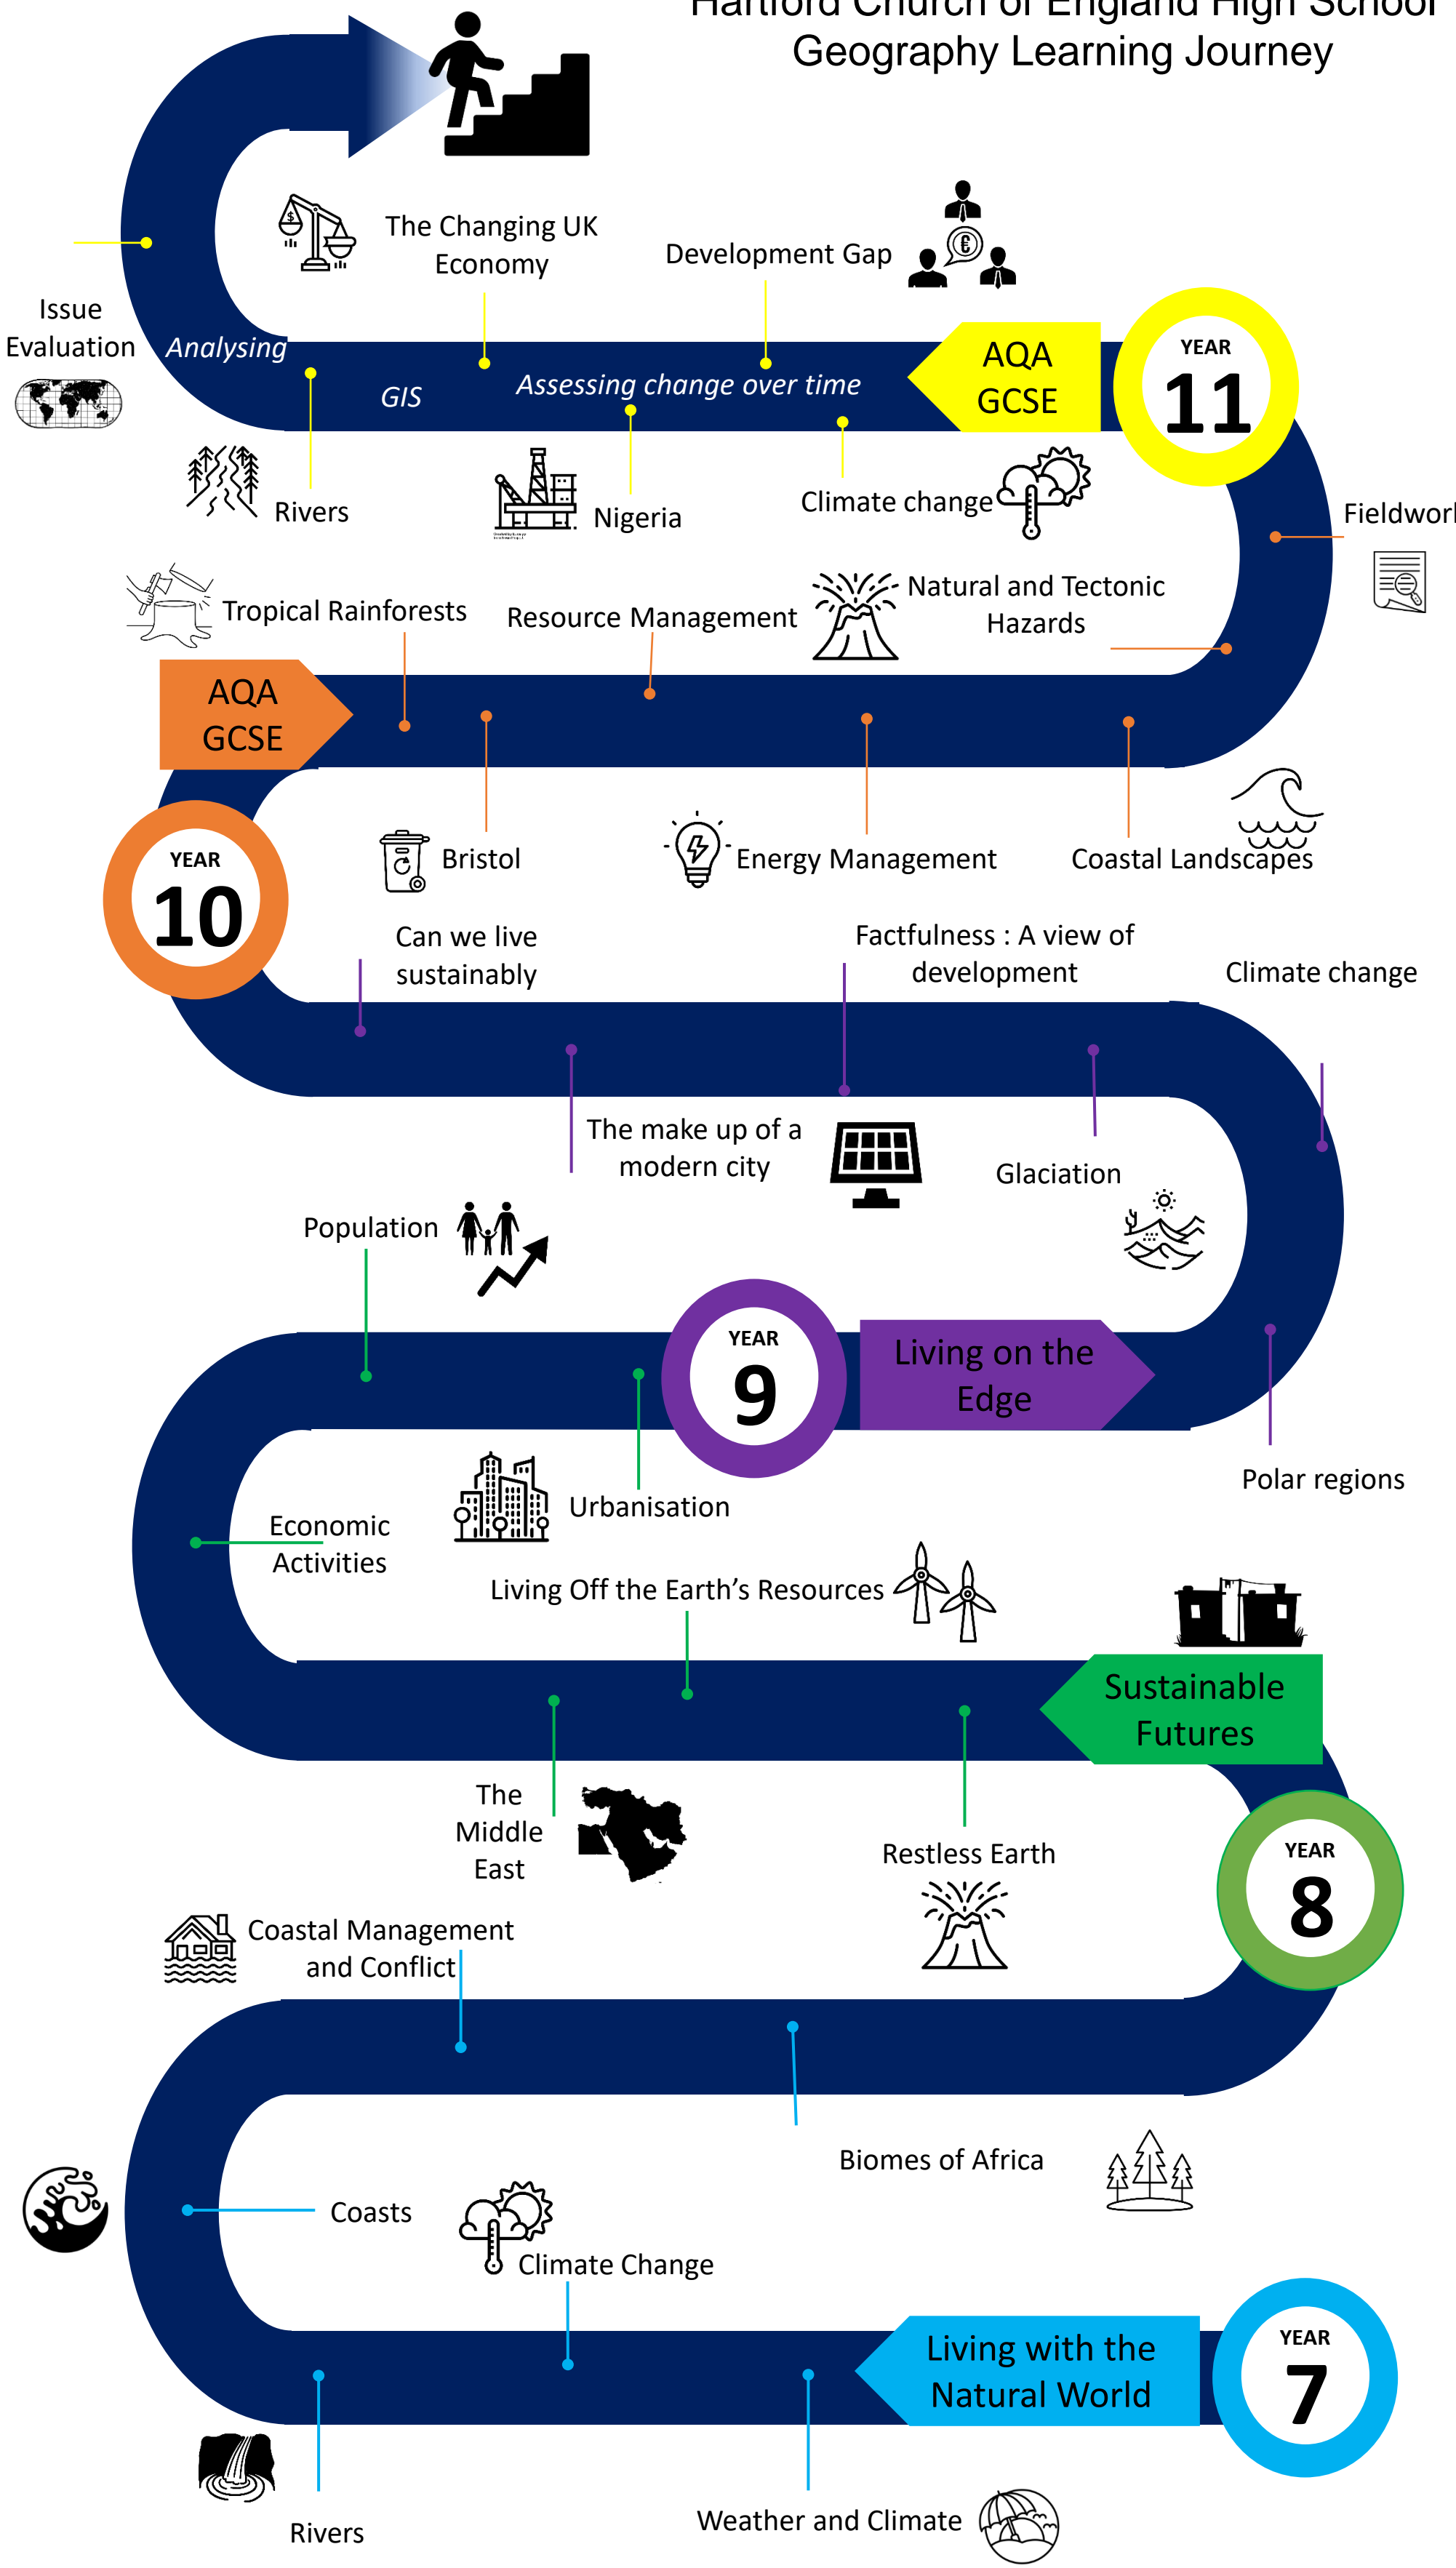 Hartford Church of England High School
Geography Learning Journey
The Changing UK
Economy
Development Gap
Issue
Evaluation
Analysing
GIS
Assessing change over time
AQA
GCSE
YEAR
11
Rivers
Nigeria
Climate change
Fieldwork
Tropical Rainforests
Resource Management
Natural and Tectonic
Hazards
AQA
GCSE
YEAR
10
Bristol
Energy Management
Coastal Landscapes
Can we live
sustainably
Factfulness : A view of
development
Climate change
The make up of a
modern city
Glaciation
Population
YEAR
9
Living on the
Edge
Polar regions
Urbanisation
Economic
Activities
Living Off the Earth’s Resources
Sustainable
Futures
The
Middle
East
Restless Earth
YEAR
8
Coastal Management
and Conflict
Biomes of Africa
Coasts
Climate Change
Living with the
Natural World
YEAR
7
Rivers
Weather and Climate